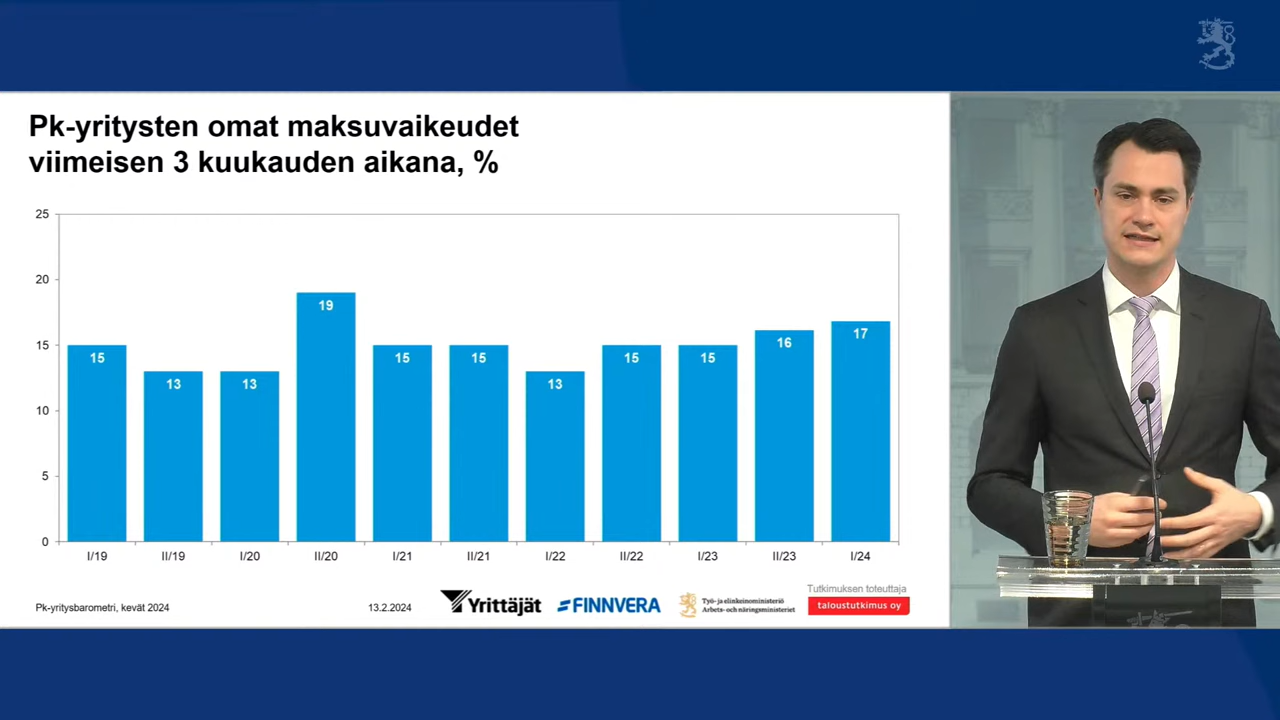 Pk-yritysten omat maksuvaikeudet
viimeisen 3 kuukauden aikana, %
25
20
15
10
5
0
15
13
13
19
15
15
13
15
15
16
17
I/19
II/19
I/20
II/20
I/21
II/21
I/22
II/22
I/23
II/23
I/24
Pk-yritysbarometri, kevät 2024
13.2.2024
Yrittäjät
FINNVERA
Työ- ja elinkeinoministeriö
Arbets- och näringsministeriet
Tutkimuksen toteuttaja
taloustutkimus oy